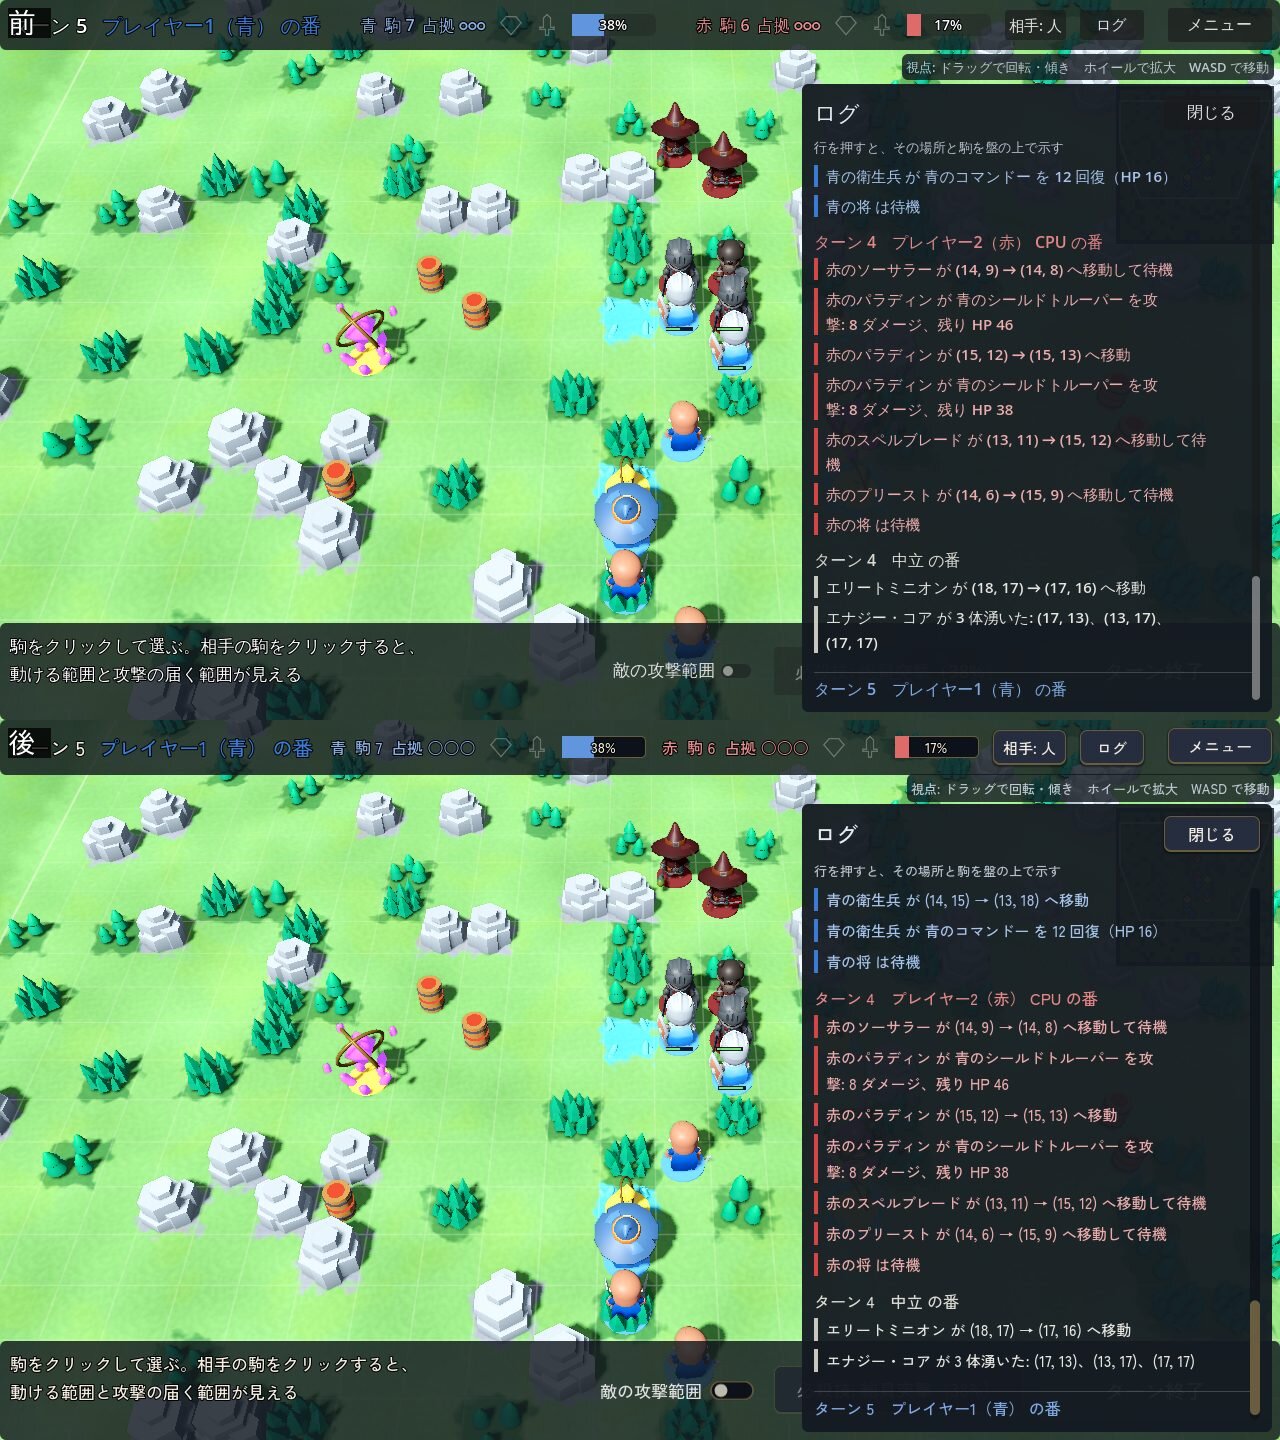 前
ン 5 プレイヤー1（青） の番 青 駒 7 占拠 ○○○ 38% 赤 駒 6 占拠 ○○○ 17% 相手: 人 ログ メニュー
視点: ドラッグで回転・傾き ホイールで拡大 WASD で移動
ログ 閉じる
行を押すと、その場所と駒を盤の上で示す
青の衛生兵 が 青のコマンドー を 12 回復（HP 16）
青の将 は待機
ターン 4 プレイヤー2（赤） CPU の番
赤のソーサラー が (14, 9) → (14, 8) へ移動して待機
赤のパラディン が 青のシールドトルーパー を攻
撃: 8 ダメージ、残り HP 46
赤のパラディン が (15, 12) → (15, 13) へ移動
赤のパラディン が 青のシールドトルーパー を攻
撃: 8 ダメージ、残り HP 38
赤のスペルブレード が (13, 11) → (15, 12) へ移動して待
機
赤のプリースト が (14, 6) → (15, 9) へ移動して待機
赤の将 は待機
ターン 4 中立 の番
エリートミニオン が (18, 17) → (17, 16) へ移動
エナジー・コア が 3 体湧いた: (17, 13)、(13, 17)、
(17, 17)
ターン 5 プレイヤー1（青） の番
駒をクリックして選ぶ。相手の駒をクリックすると、
動ける範囲と攻撃の届く範囲が見える
敵の攻撃範囲
ターン終了
後
ン 5 プレイヤー1（青） の番 青 駒 7 占拠 〇〇〇 38% 赤 駒 6 占拠 〇〇〇 17% 相手: 人 ログ メニュー
視点: ドラッグで回転・傾き ホイールで拡大 WASD で移動
ログ 閉じる
行を押すと、その場所と駒を盤の上で示す
青の衛生兵 が (14, 15) → (13, 18) へ移動
青の衛生兵 が 青のコマンドー を 12 回復（HP 16）
青の将 は待機
ターン 4 プレイヤー2（赤） CPU の番
赤のソーサラー が (14, 9) → (14, 8) へ移動して待機
赤のパラディン が 青のシールドトルーパー を攻
撃: 8 ダメージ、残り HP 46
赤のパラディン が (15, 12) → (15, 13) へ移動
赤のパラディン が 青のシールドトルーパー を攻
撃: 8 ダメージ、残り HP 38
赤のスペルブレード が (13, 11) → (15, 12) へ移動して待機
赤のプリースト が (14, 6) → (15, 9) へ移動して待機
赤の将 は待機
ターン 4 中立 の番
エリートミニオン が (18, 17) → (17, 16) へ移動
エナジー・コア が 3 体湧いた: (17, 13)、(13, 17)、(17, 17)
ターン 5 プレイヤー1（青） の番
駒をクリックして選ぶ。相手の駒をクリックすると、
動ける範囲と攻撃の届く範囲が見える
敵の攻撃範囲
ターン終了